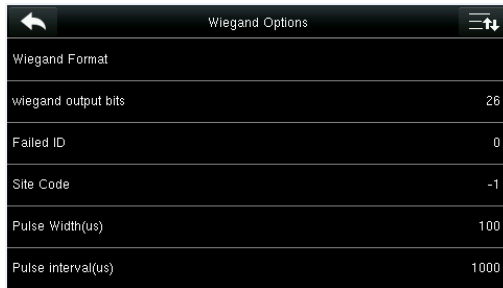 Wiegand Options
Wiegand Format
wiegand output bits 26
Failed ID 0
Site Code -1
Pulse Width(us) 100
Pulse interval(us) 1000